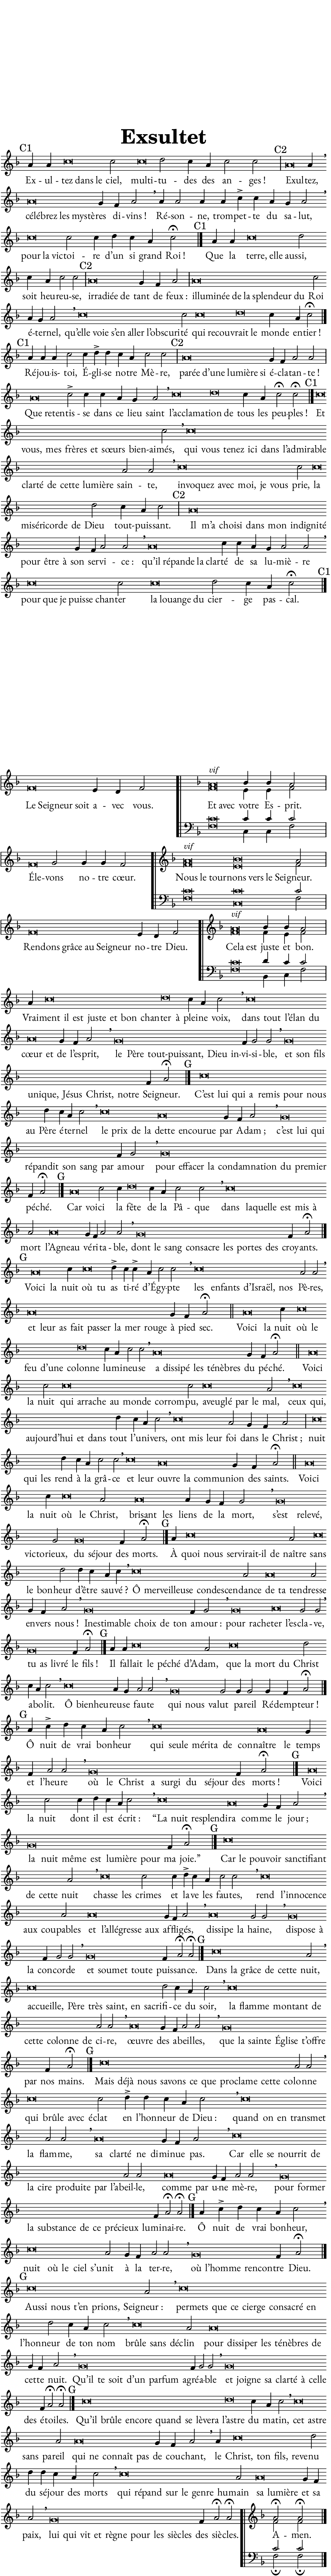 Exsultet
C1 C2
Ex - ul - tez dans le ciel, multi - tu - des des an - ges ! Exultez,
célébrez les mystères di - vins ! Ré - son - ne, trompet - te du sa - lut,
C1
pour la victoi - re d’un si grand Roi ! Que la terre, elle aussi,
C2
soit heureu - se, irradiée de tant de feux : illuminée de la splendeur du Roi
é - ternel, qu’elle voie s’en aller l’obscurité qui recouvrait le monde entier !
C1 C2
Réjou - is - toi, É - gli - se notre Mè - re, parée d’une lumière si é - clatan - te !
C1
Que retentis - se dans ce lieu saint l’acclamation de tous les peu - ples ! Et
vous, mes frères et sœurs bien-aimés, qui vous tenez ici dans l’admirable
clarté de cette lumière sain - te, invoquez avec moi, je vous prie, la
C2
miséricorde de Dieu tout-puissant. Il m’a choisi dans mon indignité
pour être à son servi - ce : qu’il répande la clarté de sa lu - miè - re
C1
pour que je puisse chanter la louange du cier - ge pas - cal.
vif
Le Seigneur soit a - vec vous. Et avec votre Es - prit.
vif
Éle - vons no - tre cœur. Nous le tournons vers le Seigneur.
vif
Rendons grâce au Seigneur no - tre Dieu. Cela est juste et bon.
Vraiment il est juste et bon chanter à pleine voix, dans tout l’élan du
cœur et de l’esprit, le Père tout-puissant, Dieu in - vi - si - ble, et son fils
G
unique, Jésus Christ, notre Seigneur. C’est lui qui a remis pour nous
au Père éternel le prix de la dette encourue par Adam ; c’est lui qui
répandit son sang par amour pour effacer la condamnation du premier
G
péché. Car voici la fête de la Pâ - que dans laquelle est mis à
mort l’Agneau vérita - ble, dont le sang consacre les portes des croyants.
G
Voici la nuit où tu as ti - ré d’Égypte les enfants d’Israël, nos Pè - res,
et leur as fait passer la mer rouge à pied sec. Voici la nuit où le
feu d’une colonne lumineuse a dissipé les ténèbres du péché. Voici
la nuit qui arrache au monde corrompu, aveuglé par le mal, ceux qui,
aujourd’hui et dans tout l’univers, ont mis leur foi dans le Christ ; nuit
qui les rend à la grâ - ce et leur ouvre la communion des saints. Voici
la nuit où le Christ, brisant les liens de la mort, s’est relevé,
G
victorieux, du séjour des morts. À quoi nous servirait-il de naître sans
le bonheur d’être sauvé ? Ô merveilleuse condescendance de ta tendresse
envers nous ! Inestimable choix de ton amour : pour racheter l’escla - ve,
G
tu as livré le fils ! Il fallait le péché d’Adam, que la mort du Christ
abolit. Ô bienheureuse faute qui nous valut pareil Rédempteur !
G
Ô nuit de vrai bonheur qui seule mérita de connaître le temps
G
et l’heure où le Christ a surgi du séjour des morts ! Voici
la nuit dont il est écrit : “La nuit resplendira comme le jour ;
G
la nuit même est lumière pour ma joie.” Car le pouvoir sanctifiant
de cette nuit chasse les crimes et la - ve les fautes, rend l’innocence
aux coupables et l’allégresse aux affligés, dissipe la haine, dispose à
G
la concorde et soumet toute puissance. Dans la grâce de cette nuit,
accueille, Père très saint, en sacrifi - ce du soir, la flamme montant de
cette colonne de ci - re, œuvre des abeilles, que la sainte Église t’offre
G
par nos mains. Mais déjà nous savons ce que proclame cette colonne
qui brûle avec éclat en l’honneur de Dieu : quand on en transmet
la flamme, sa clarté ne diminue pas. Car elle se nourrit de
la cire produite par l’abeil - le, comme par u - ne mè - re, pour former
G
la substance de ce précieux luminai - re. Ô nuit de vrai bonheur,
nuit où le ciel s’unit à la ter - re, où l’homme rencontre Dieu.
G
Aussi nous t’en prions, Seigneur : permets que ce cierge consacré en
l’honneur de ton nom brûle sans déclin pour dissiper les ténèbres de
cette nuit. Qu’il te soit d’un parfum agréa - ble et joigne sa clarté à celle
G
des étoiles. Qu’il brûle encore quand se lèvera l’astre du matin, cet astre
sans pareil qui ne connaît pas de couchant, le Christ, ton fils, revenu
du séjour des morts qui répand sur le genre humain sa lumière et sa
paix, lui qui vit et règne pour les siècles des siècles. A - men.